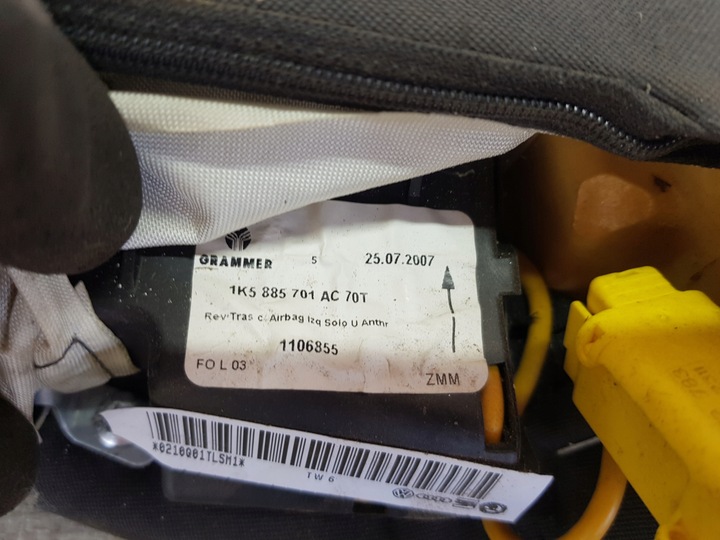 GRAMMER 5 25.07.2007
1K5 885 701 AC 70T
Rev-Tras c. Airbag Izq Solo U Anthr
1106855
FO L 03 ZMM
*0210Q01TLSM1*
TW 6